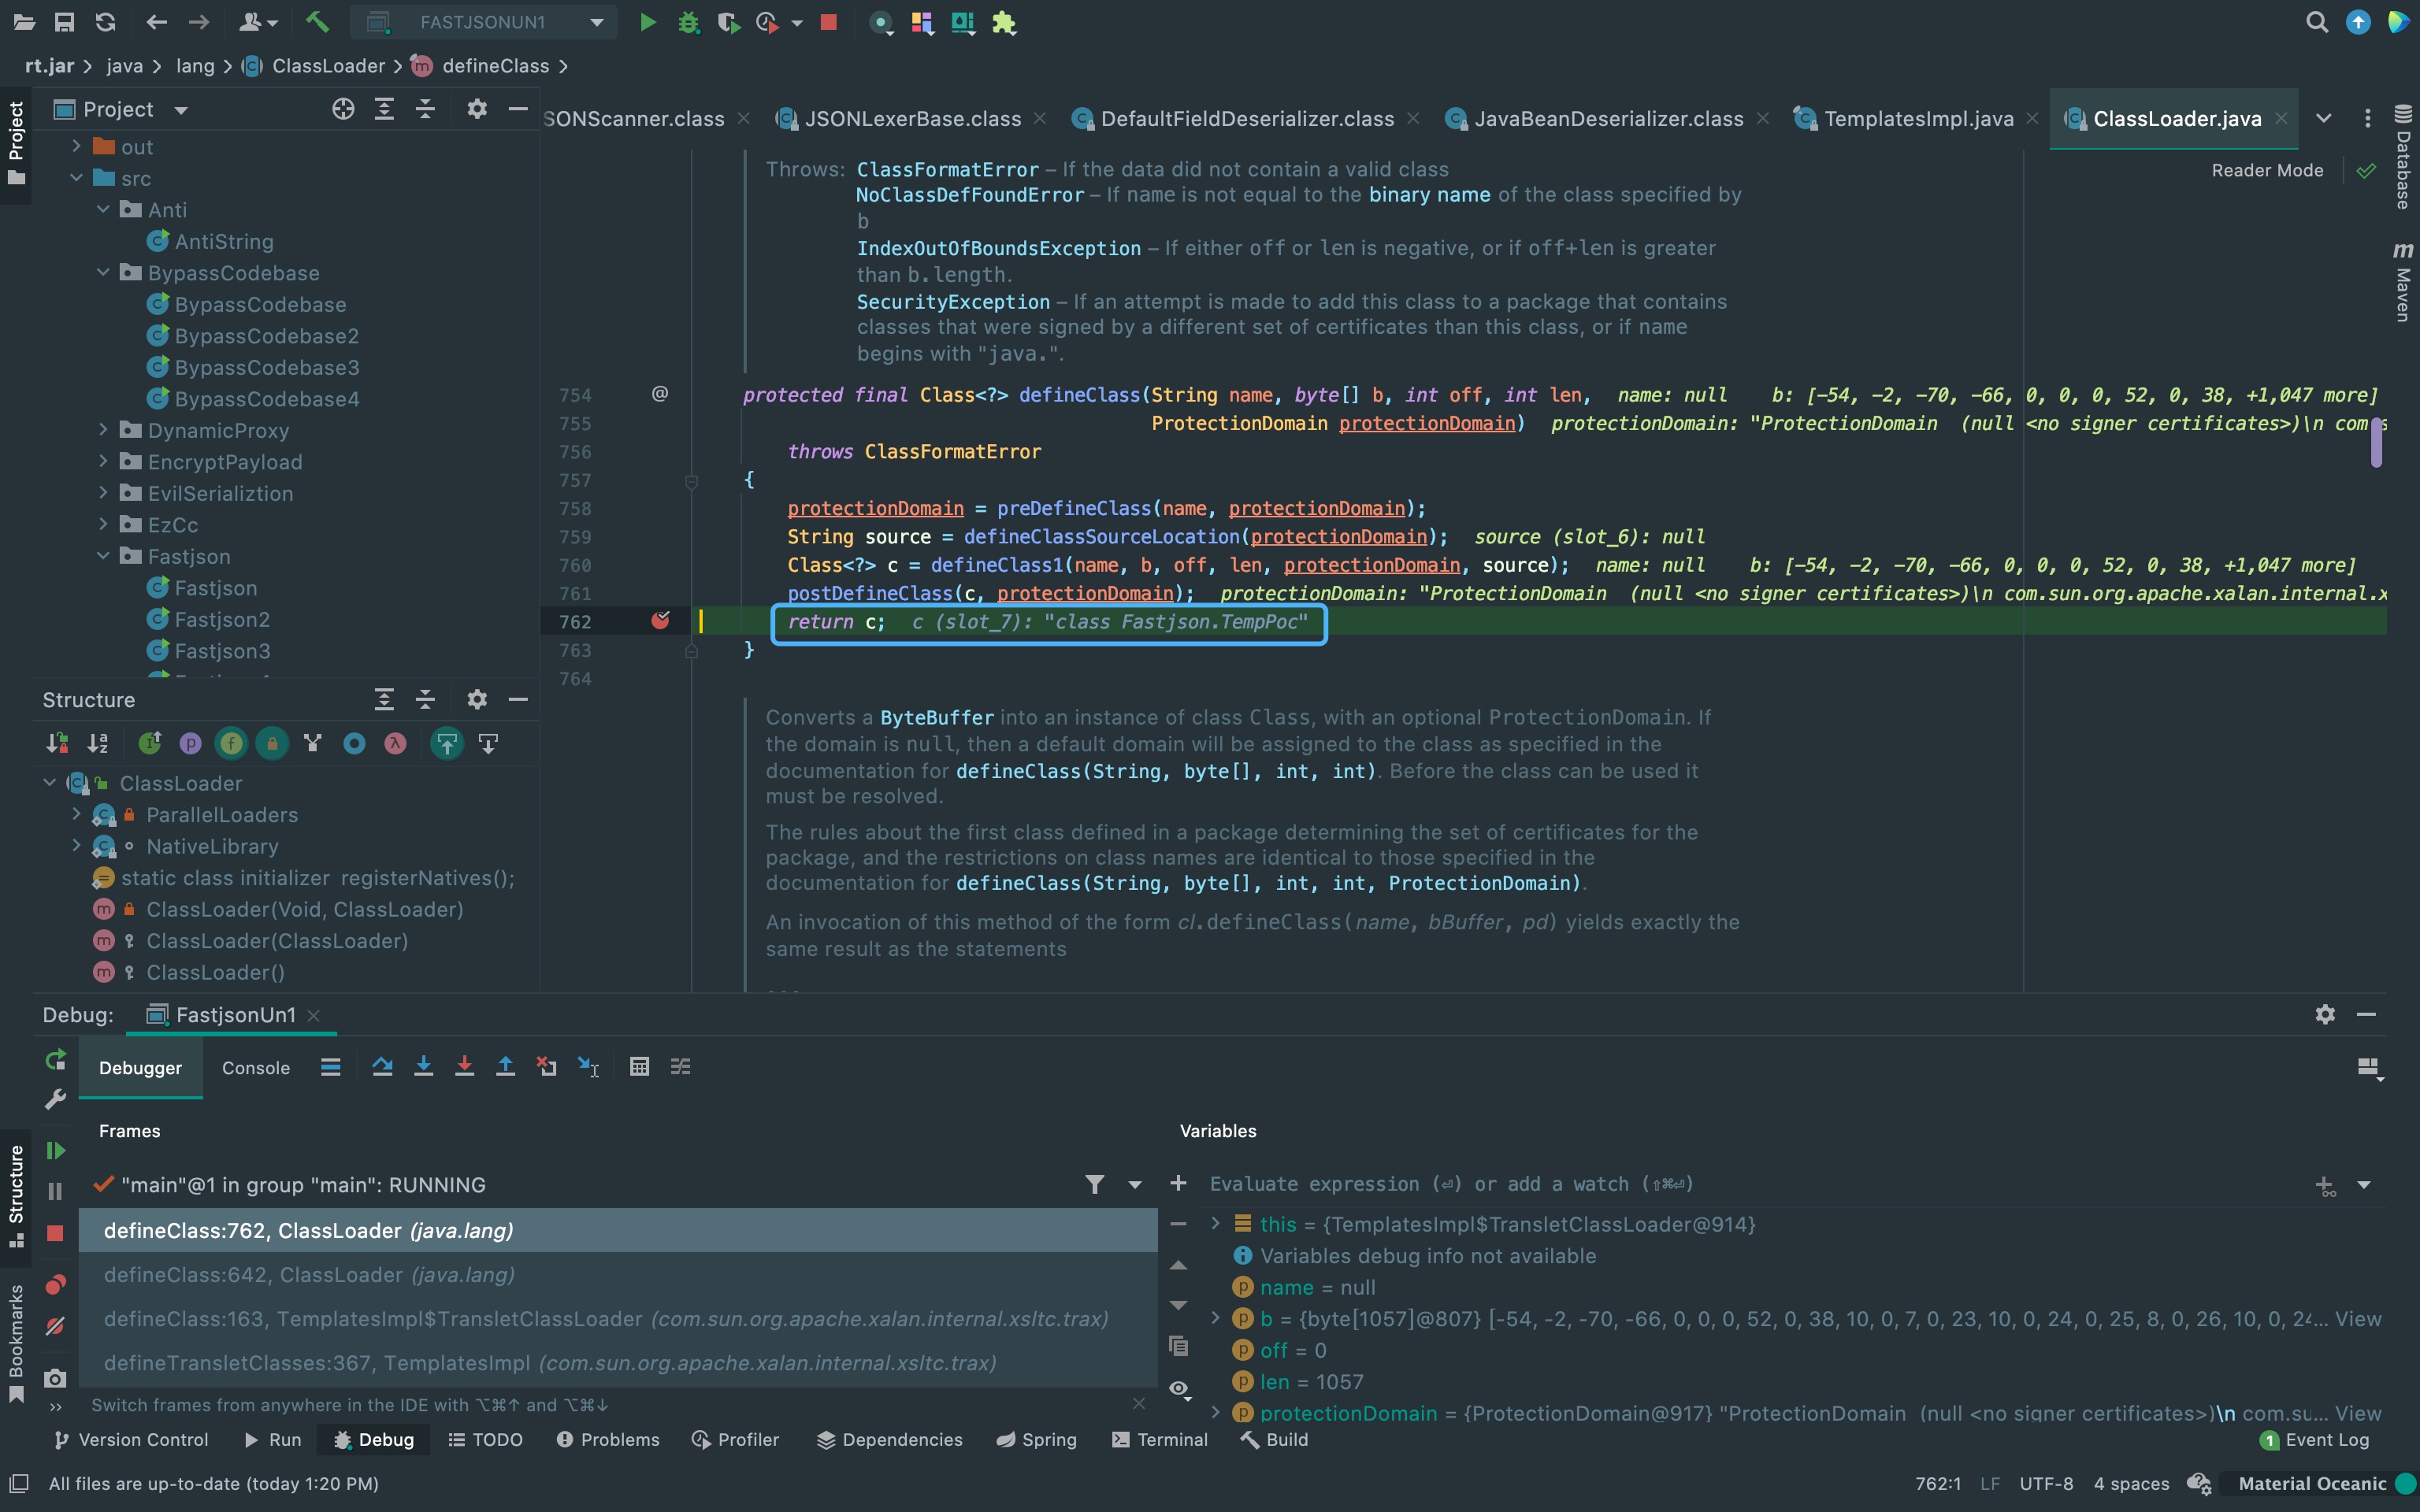 FASTJSONUN1
rt.jar > java > lang > ClassLoader > defineClass >
Project
SONScanner.class
JSONLexerBase.class
DefaultFieldDeserializer.class
JavaBeanDeserializer.class
TemplatesImpl.java
ClassLoader.java
Project
Database
Maven
Reader Mode
out
src
Anti
AntiString
BypassCodebase
BypassCodebase
BypassCodebase2
BypassCodebase3
BypassCodebase4
DynamicProxy
EncryptPayload
EvilSerializtion
EzCc
Fastjson
Fastjson
Fastjson2
Fastjson3
Throws: ClassFormatError – If the data did not contain a valid class
NoClassDefFoundError – If name is not equal to the binary name of the class specified by
b
IndexOutOfBoundsException – If either off or len is negative, or if off+len is greater
than b.length.
SecurityException – If an attempt is made to add this class to a package that contains
classes that were signed by a different set of certificates than this class, or if name
begins with "java.".
754 @ protected final Class<?> defineClass(String name, byte[] b, int off, int len, name: null b: [-54, -2, -70, -66, 0, 0, 0, 52, 0, 38, +1,047 more]
755 ProtectionDomain protectionDomain) protectionDomain: "ProtectionDomain (null <no signer certificates>)\n com
756 throws ClassFormatError
757 {
758 protectionDomain = preDefineClass(name, protectionDomain);
759 String source = defineClassSourceLocation(protectionDomain); source (slot_6): null
760 Class<?> c = defineClass1(name, b, off, len, protectionDomain, source); name: null b: [-54, -2, -70, -66, 0, 0, 0, 52, 0, 38, +1,047 more]
761 postDefineClass(c, protectionDomain); protectionDomain: "ProtectionDomain (null <no signer certificates>)\n com.sun.org.apache.xalan.internal.x
762 return c; c (slot_7): "class Fastjson.TempPoc"
763 }
764
Converts a ByteBuffer into an instance of class Class, with an optional ProtectionDomain. If
the domain is null, then a default domain will be assigned to the class as specified in the
documentation for defineClass(String, byte[], int, int). Before the class can be used it
must be resolved.
The rules about the first class defined in a package determining the set of certificates for the
package, and the restrictions on class names are identical to those specified in the
documentation for defineClass(String, byte[], int, int, ProtectionDomain).
An invocation of this method of the form cl.defineClass(name, bBuffer, pd) yields exactly the
same result as the statements
...
Structure
ClassLoader
ParallelLoaders
NativeLibrary
static class initializer registerNatives();
ClassLoader(Void, ClassLoader)
ClassLoader(ClassLoader)
ClassLoader()
Debug: FastjsonUn1
Debugger Console
Frames
"main"@1 in group "main": RUNNING
defineClass:762, ClassLoader (java.lang)
defineClass:642, ClassLoader (java.lang)
defineClass:163, TemplatesImpl$TransletClassLoader (com.sun.org.apache.xalan.internal.xsltc.trax)
defineTransletClasses:367, TemplatesImpl (com.sun.org.apache.xalan.internal.xsltc.trax)
Switch frames from anywhere in the IDE with ⌥⌘↑ and ⌥⌘↓
Variables
Evaluate expression (⏎) or add a watch (⇧⌘⏎)
this = {TemplatesImpl$TransletClassLoader@914}
Variables debug info not available
name = null
b = {byte[1057]@807} [-54, -2, -70, -66, 0, 0, 0, 52, 0, 38, 10, 0, 7, 0, 23, 10, 0, 24, 0, 25, 8, 0, 26, 10, 0, 24... View
off = 0
len = 1057
protectionDomain = {ProtectionDomain@917} "ProtectionDomain (null <no signer certificates>)\n com.su... View
Structure
Bookmarks
Version Control Run Debug TODO Problems Profiler Dependencies Spring Terminal Build 1 Event Log
All files are up-to-date (today 1:20 PM)
762:1 LF UTF-8 4 spaces Material Oceanic